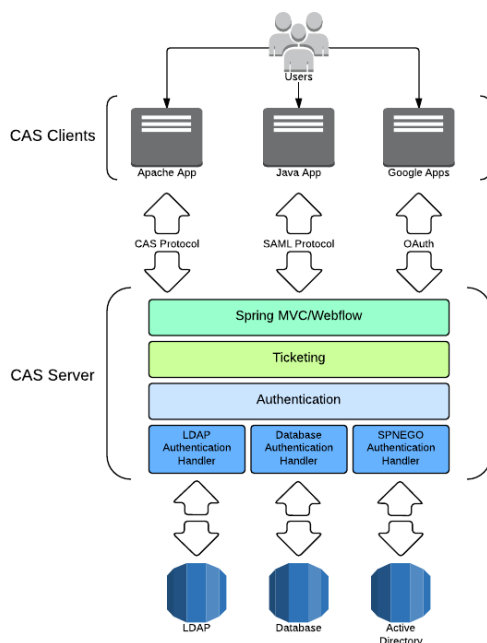 Users
CAS Clients
Apache App
Java App
Google Apps
CAS Protocol
SAML Protocol
OAuth
CAS Server
Spring MVC/Webflow
Ticketing
Authentication
LDAP
Authentication
Handler
Database
Authentication
Handler
SPNEGO
Authentication
Handler
LDAP
Database
Active
Directory